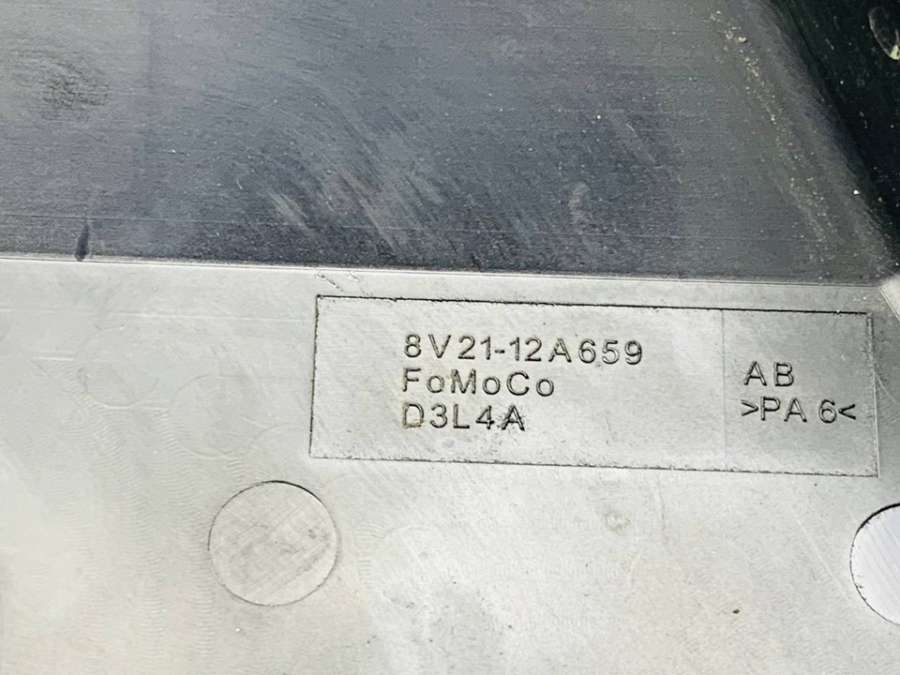 8V21-12A659
FoMoCo
D3L4A
AB
>PA 6<